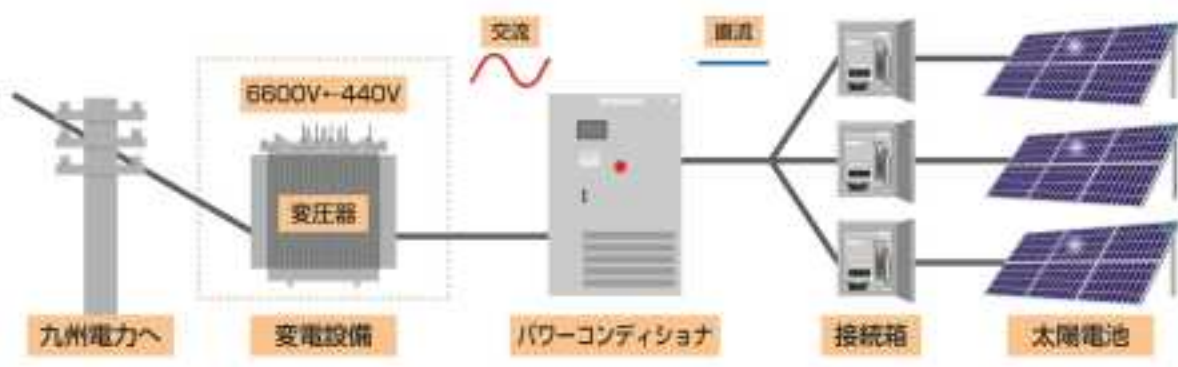 交流
直流
6600V←440V
変圧器
九州電力へ
変電設備
パワーコンディショナ
接続箱
太陽電池